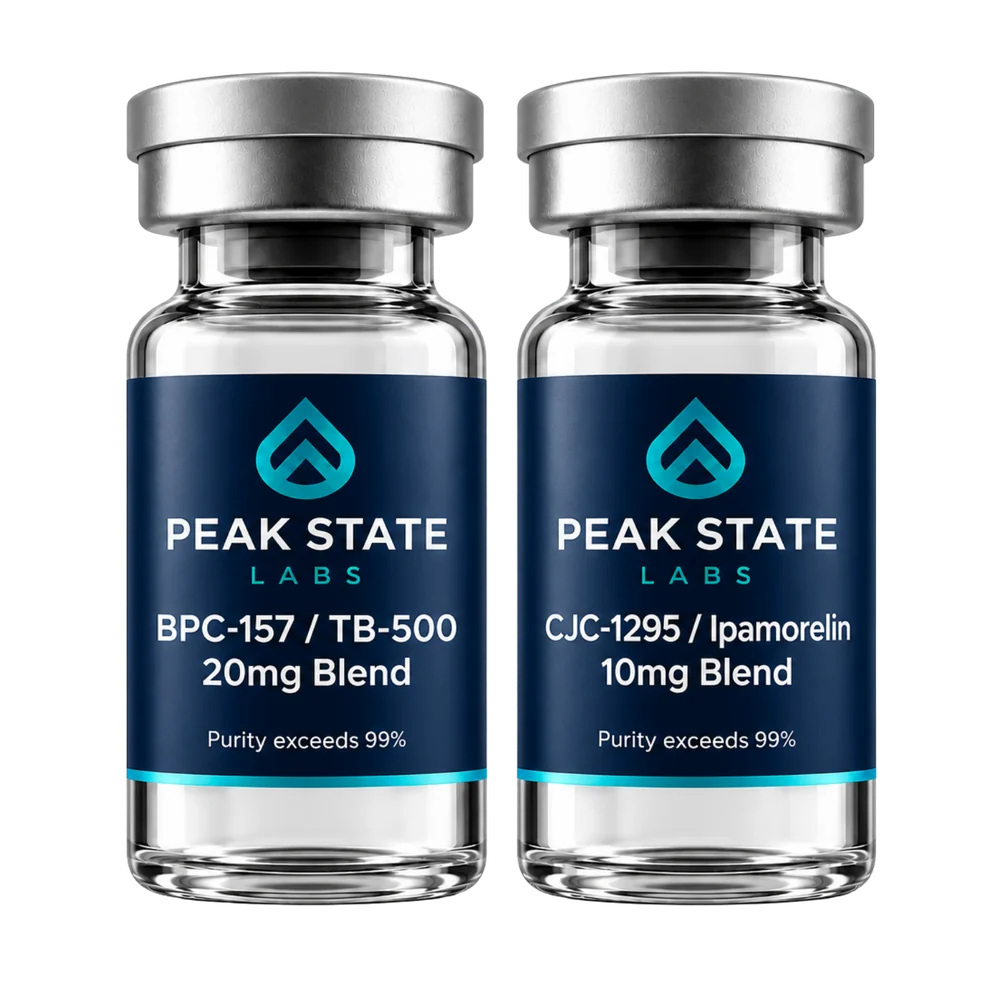 PEAK STATE
LABS
BPC-157 / TB-500
20mg Blend
Purity exceeds 99%
PEAK STATE
LABS
CJC-1295 / Ipamorelin
10mg Blend
Purity exceeds 99%